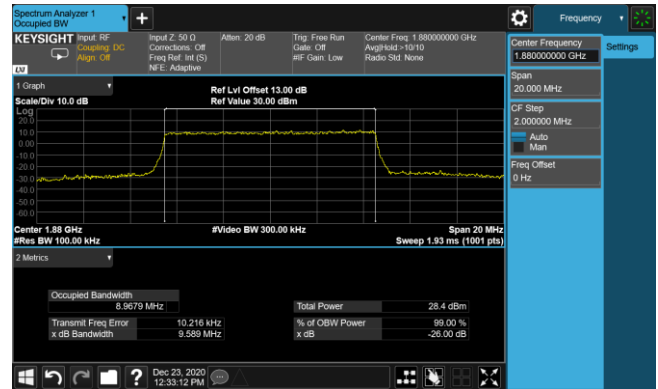 Spectrum Analyzer 1
Occupied BW
+
Frequency
KEYSIGHT
Input: RF
Coupling: DC
Align: Off
Input Z: 50 Ω
Corrections: Off
Freq Ref: Int (S)
NFE: Adaptive
Atten: 20 dB
Trig: Free Run
Gate: Off
#IF Gain: Low
Center Freq: 1.880000000 GHz
Avg|Hold:>10/10
Radio Std: None
LXI
Center Frequency
1.880000000 GHz
Settings
Span
20.000 MHz
CF Step
2.000000 MHz
Auto
Man
Freq Offset
0 Hz
1 Graph
Scale/Div 10.0 dB
Ref Lvl Offset 13.00 dB
Ref Value 30.00 dBm
Log
20.0
10.0
0.00
-10.0
-20.0
-30.0
-40.0
-50.0
-60.0
Center 1.88 GHz
#Video BW 300.00 kHz
Span 20 MHz
#Res BW 100.00 kHz
Sweep 1.93 ms (1001 pts)
2 Metrics
Occupied Bandwidth
8.9679 MHz
Total Power
28.4 dBm
Transmit Freq Error
10.216 kHz
% of OBW Power
99.00 %
x dB Bandwidth
9.589 MHz
x dB
-26.00 dB
?
Dec 23, 2020
12:33:12 PM